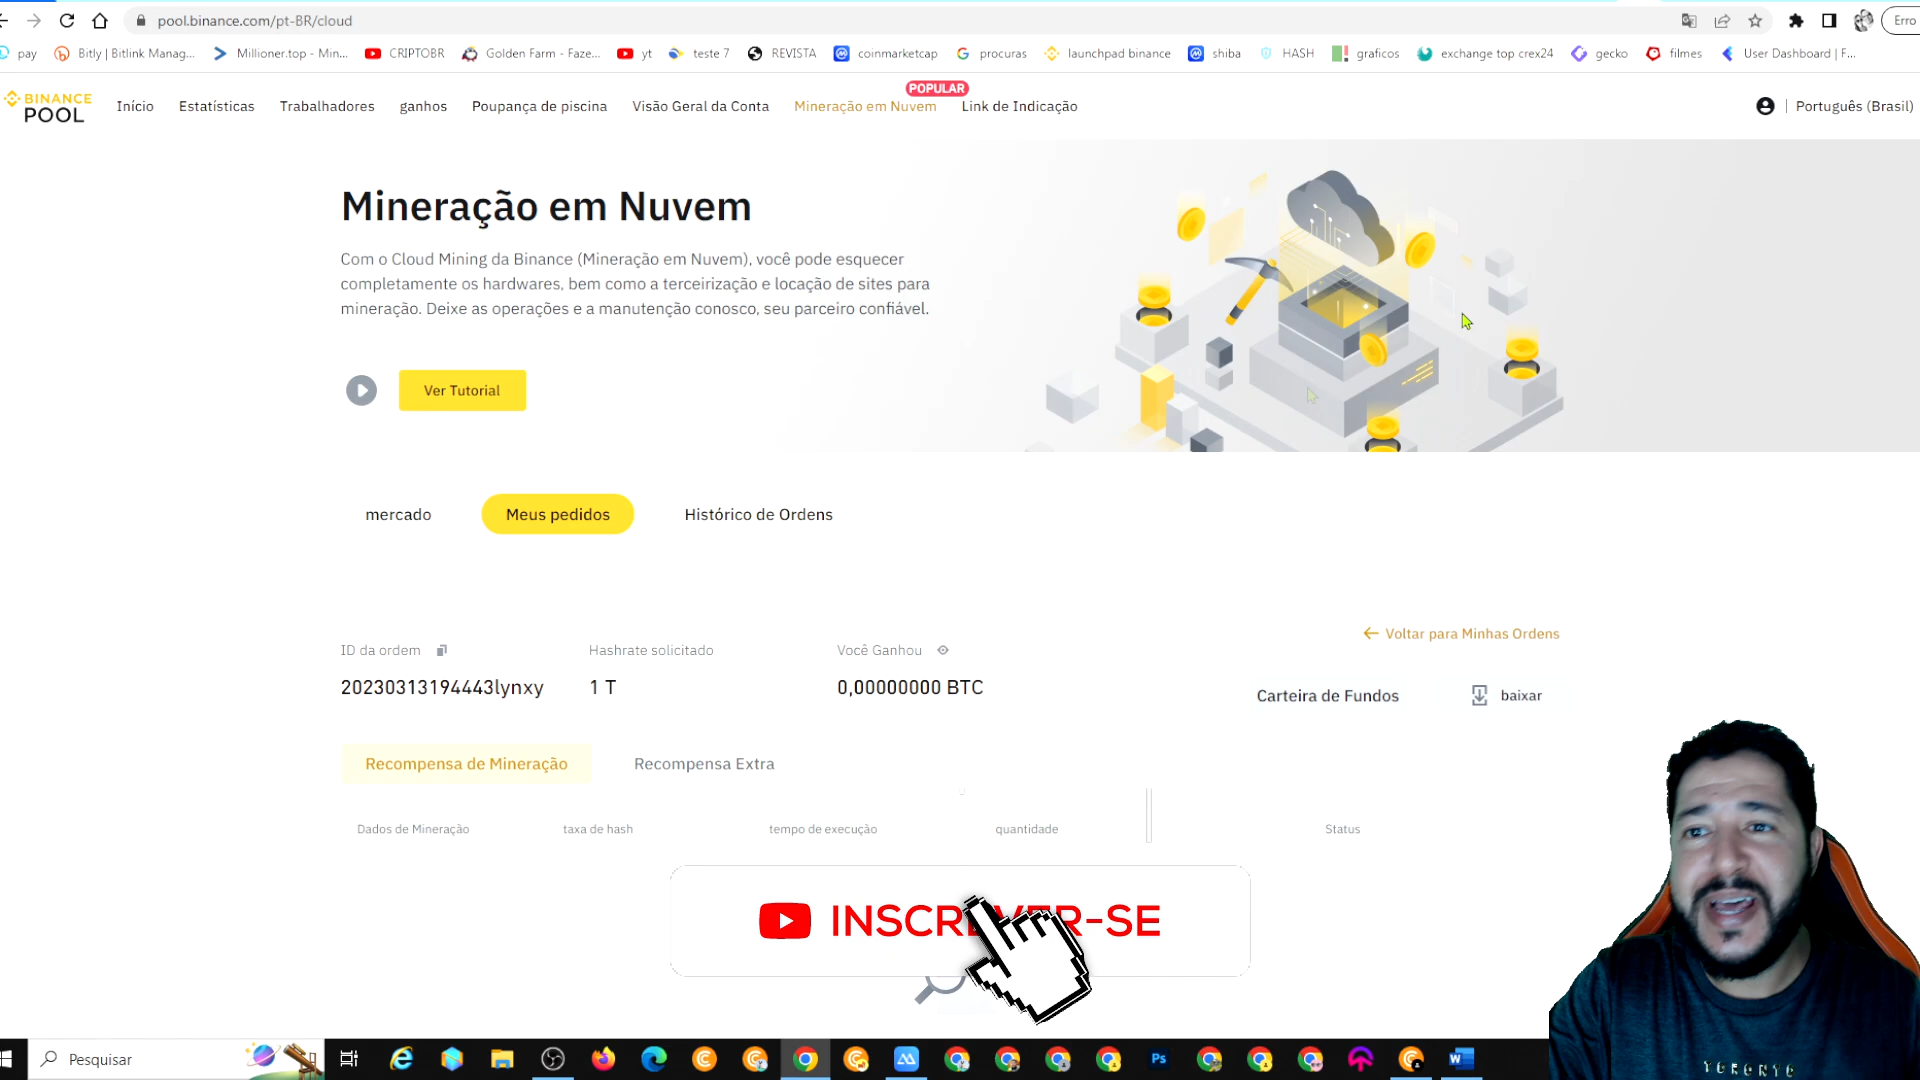 pool.binance.com/pt-BR/cloud
Erro
pay
Bitly | Bitlink Manag...
Millioner.top - Min...
CRIPTOBR
Golden Farm - Faze...
yt
teste 7
REVISTA
coinmarketcap
procuras
launchpad binance
shiba
HASH
graficos
exchange top crex24
gecko
filmes
User Dashboard | F...
BINANCE
POOL
Início
Estatísticas
Trabalhadores
ganhos
Poupança de piscina
Visão Geral da Conta
POPULAR
Mineração em Nuvem
Link de Indicação
Português (Brasil)
Mineração em Nuvem
Com o Cloud Mining da Binance (Mineração em Nuvem), você pode esquecer
completamente os hardwares, bem como a terceirização e locação de sites para
mineração. Deixe as operações e a manutenção conosco, seu parceiro confiável.
Ver Tutorial
mercado
Meus pedidos
Histórico de Ordens
Voltar para Minhas Ordens
ID da ordem
Hashrate solicitado
Você Ganhou
20230313194443lynxy
1 T
0,00000000 BTC
Carteira de Fundos
baixar
Recompensa de Mineração
Recompensa Extra
Dados de Mineração
taxa de hash
tempo de execução
quantidade
Status
INSCREVER-SE
Pesquisar
Ps
TORONTO